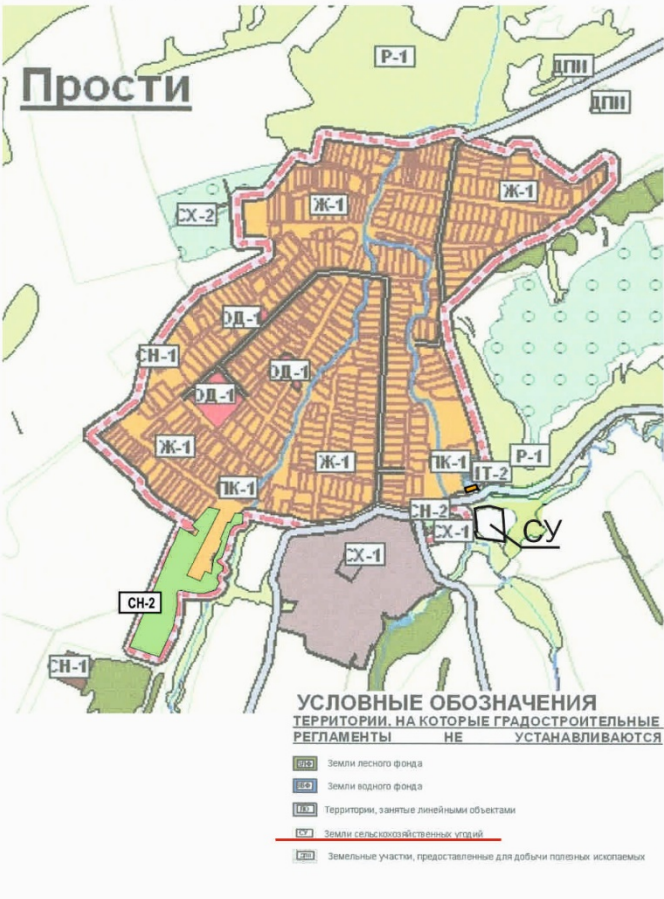 Прости
Р-1
ДПИ
ДПИ
Ж-1
Ж-1
СХ-2
ОД-1
СН-1
ОД-1
ОД-1
Ж-1
Ж-1
ПК-1
Р-1
ИТ-2
ПК-1
СН-2
СХ-1
СУ
СХ-1
СН-2
СН-1
УСЛОВНЫЕ ОБОЗНАЧЕНИЯ
ТЕРРИТОРИИ, НА КОТОРЫЕ ГРАДОСТРОИТЕЛЬНЫЕ
РЕГЛАМЕНТЫ НЕ УСТАНАВЛИВАЮТСЯ
Земли лесного фонда
Земли водного фонда
Территории, занятые линейными объектами
СУ Земли сельскохозяйственных угодий
ДПИ Земельные участки, предоставленные для добычи полезных ископаемых